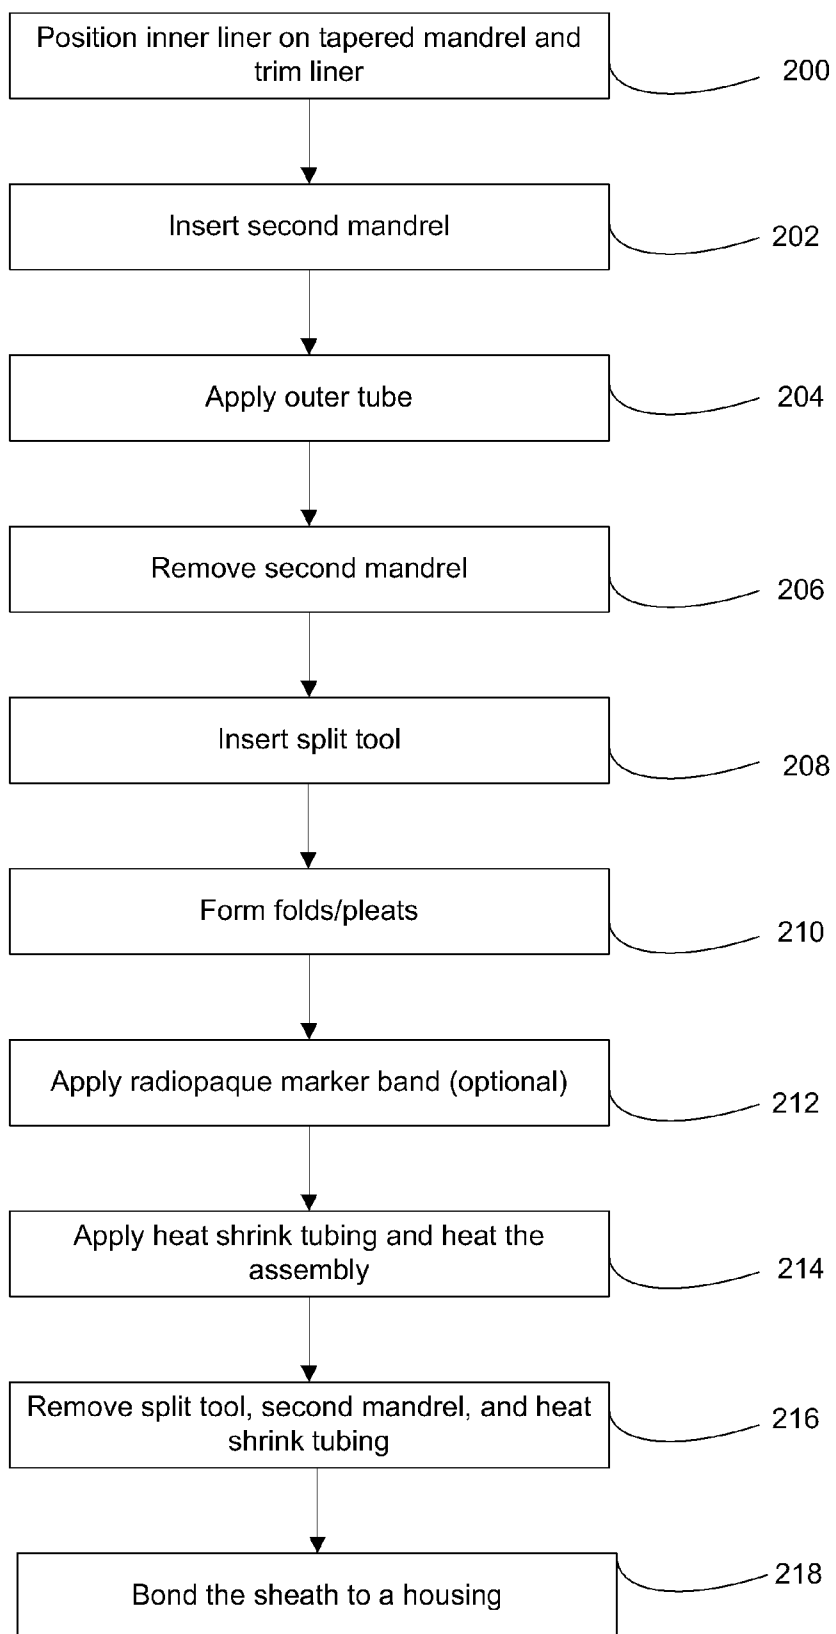 Position inner liner on tapered mandrel and
trim liner
200
Insert second mandrel
202
Apply outer tube
204
Remove second mandrel
206
Insert split tool
208
Form folds/pleats
210
Apply radiopaque marker band (optional)
212
Apply heat shrink tubing and heat the
assembly
214
Remove split tool, second mandrel, and heat
shrink tubing
216
Bond the sheath to a housing
218